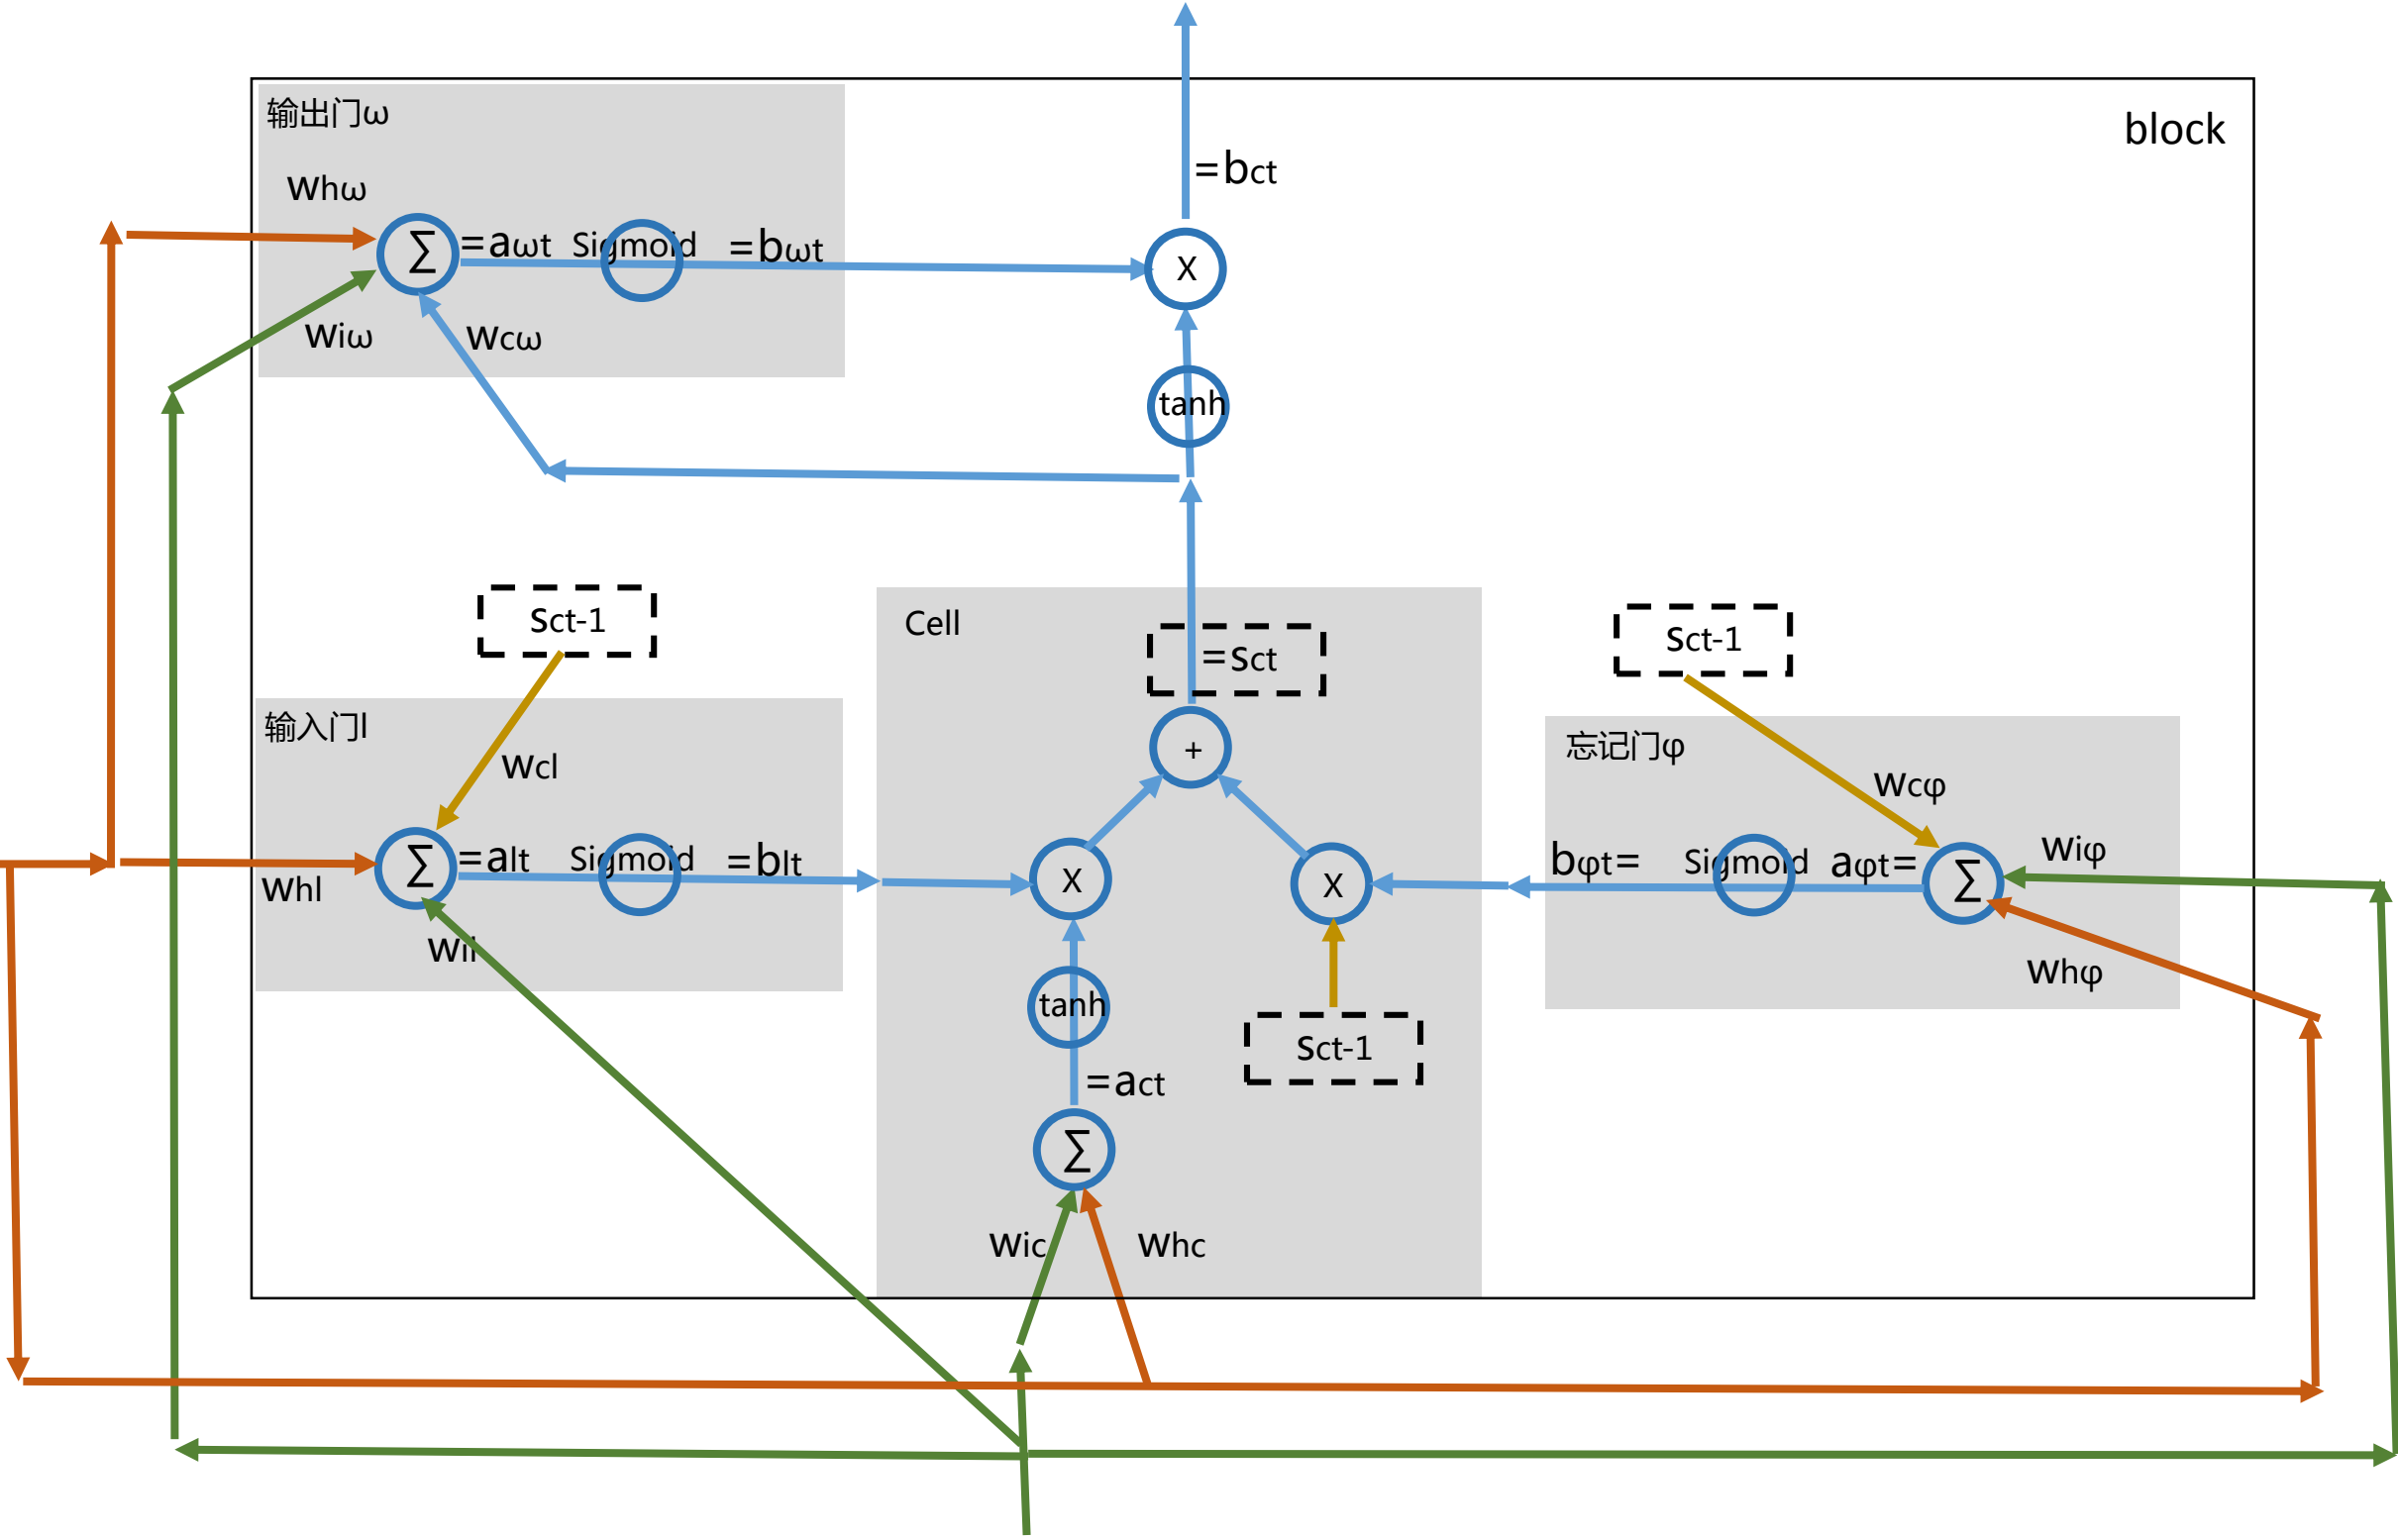 输出门ω
block
whω
=bct
∑
=aωt
Sigmoid
=bωt
X
wiω
wcω
tanh
sct-1
Cell
=sct
sct-1
输入门l
忘记门φ
+
wcl
wcφ
∑
=alt
Sigmoid
=blt
X
X
bφt=
Sigmoid
aφt=
∑
wiφ
whl
wil
whφ
tanh
sct-1
=act
∑
wic
whc